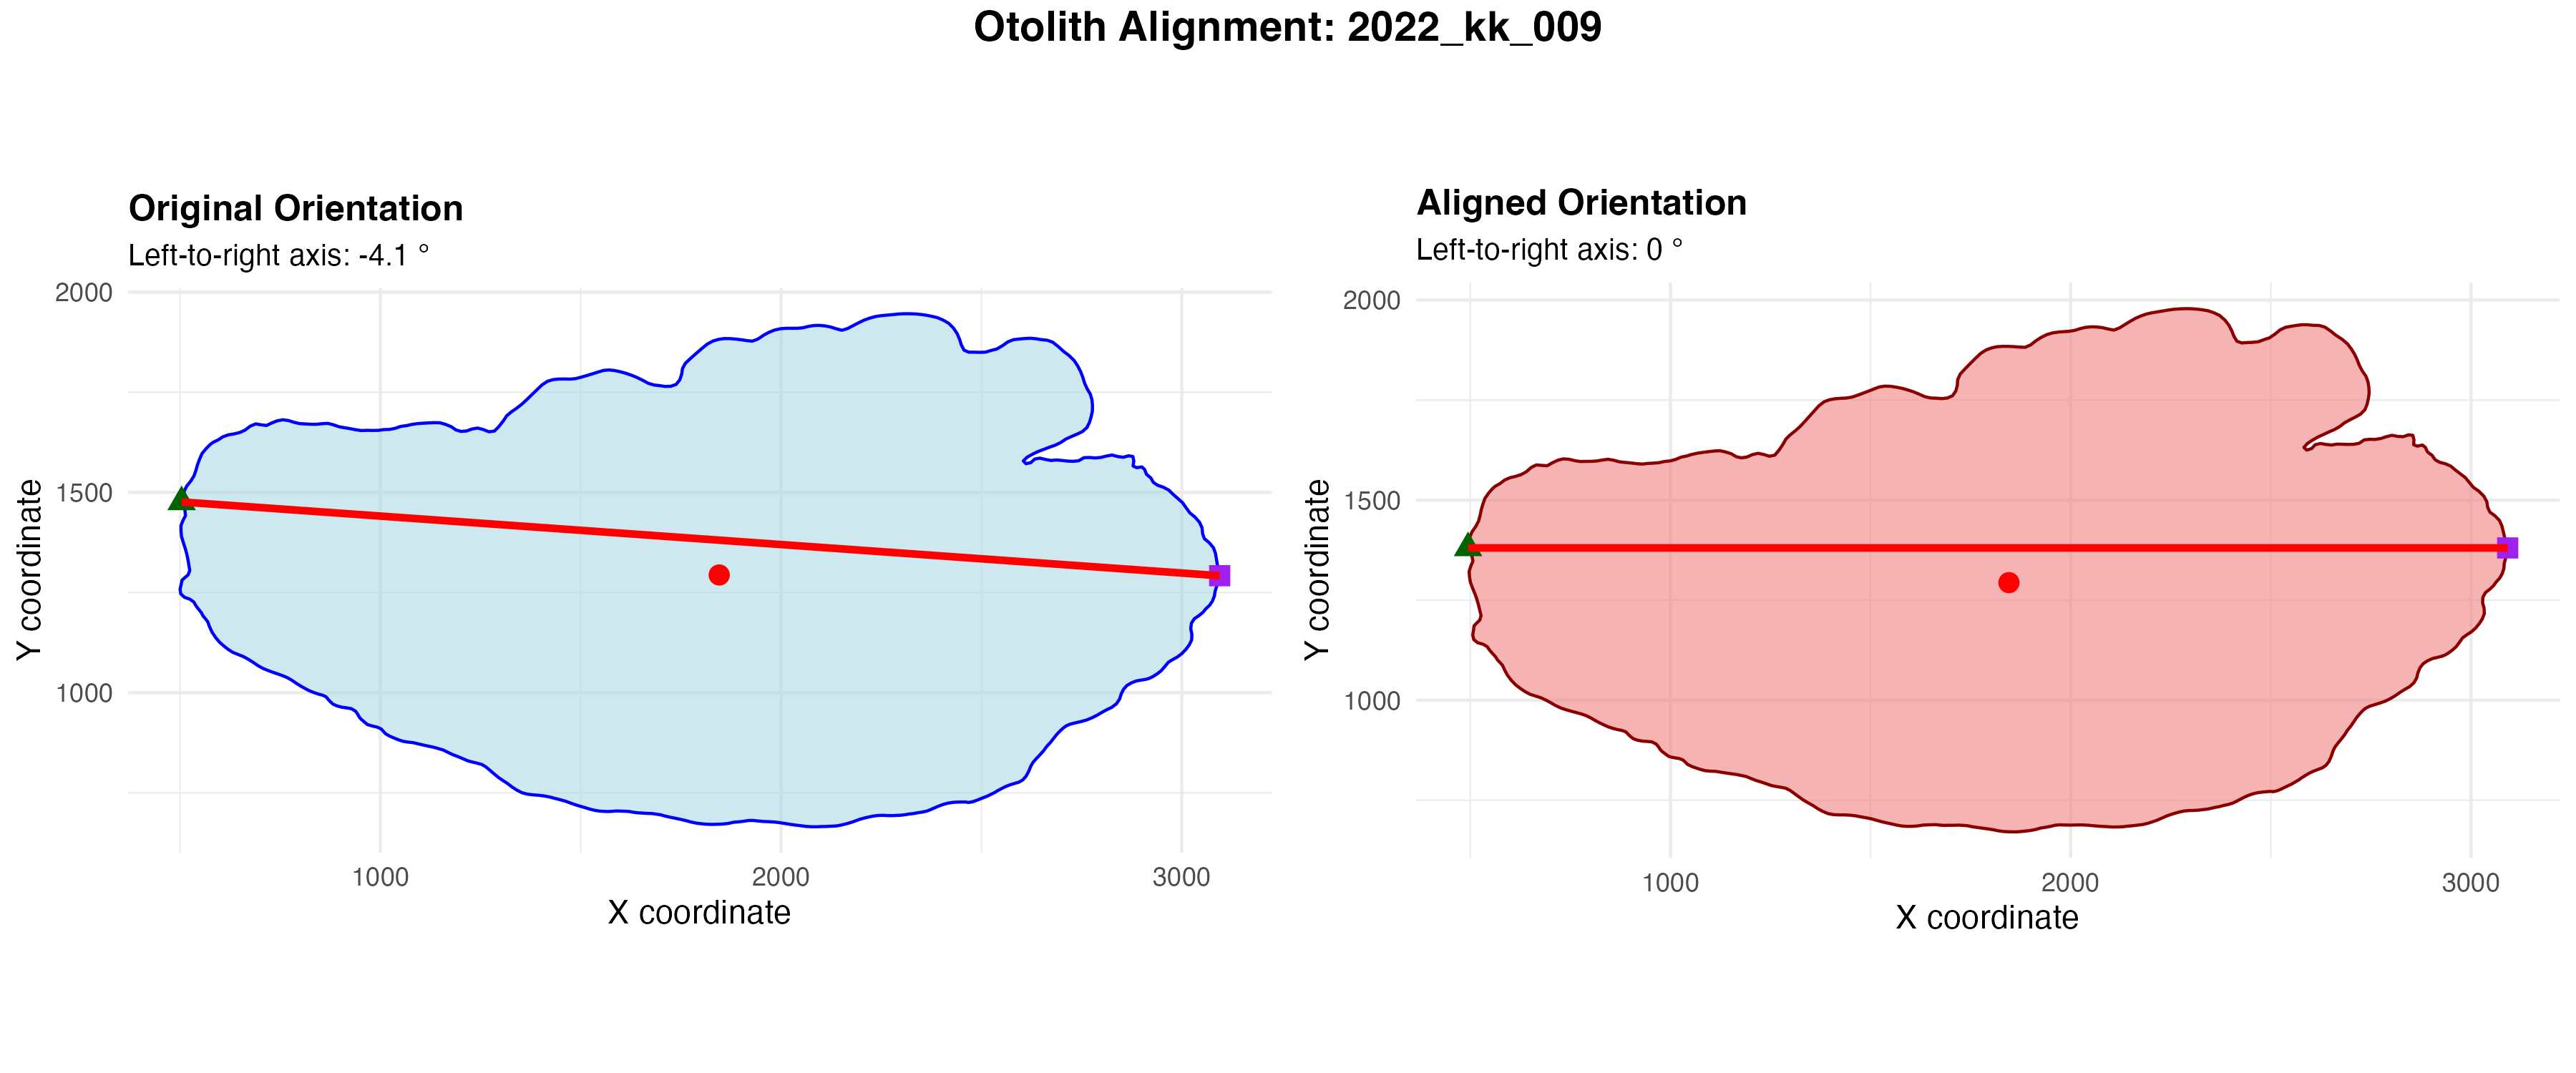 Otolith Alignment: 2022_kk_009
Original Orientation
Left-to-right axis: -4.1 °
2000
1500
1000
Y coordinate
1000 2000 3000
X coordinate
Aligned Orientation
Left-to-right axis: 0 °
2000
1500
1000
Y coordinate
1000 2000 3000
X coordinate